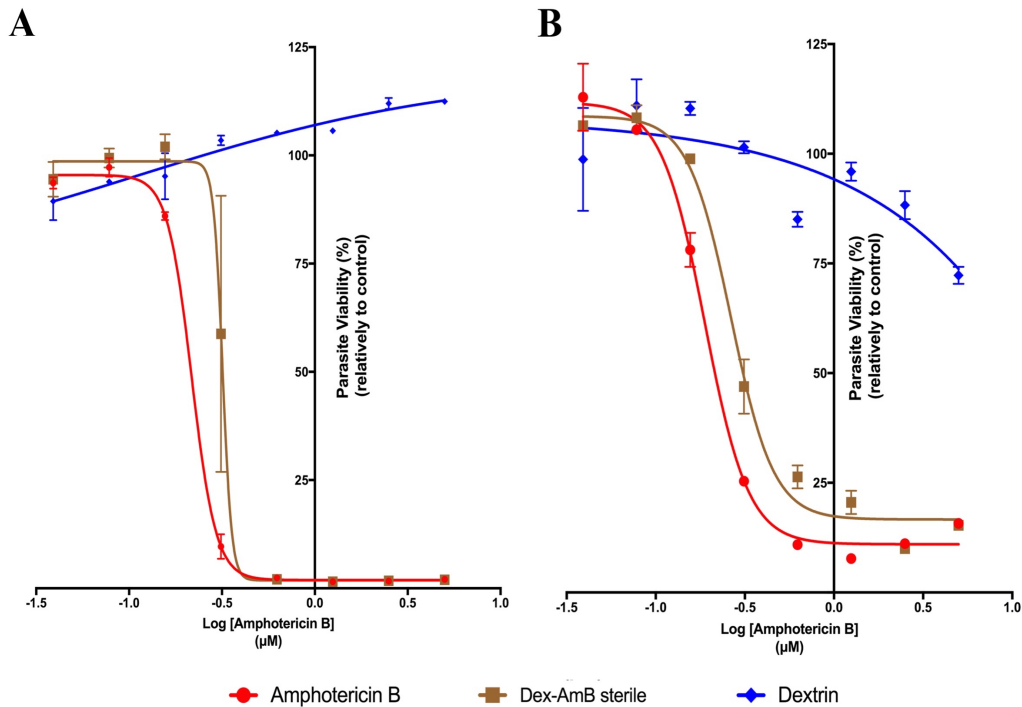 A
125
100
75
50
25
Parasite Viability (%)
(relatively to control)
-1.5 -1.0 -0.5 0.0 0.5 1.0
Log [Amphotericin B]
(µM)
B
125
100
75
50
25
Parasite Viability (%)
(relatively to control)
-1.5 -1.0 -0.5 0.0 0.5 1.0
Log [Amphotericin B]
(µM)
Amphotericin B Dex-AmB sterile Dextrin